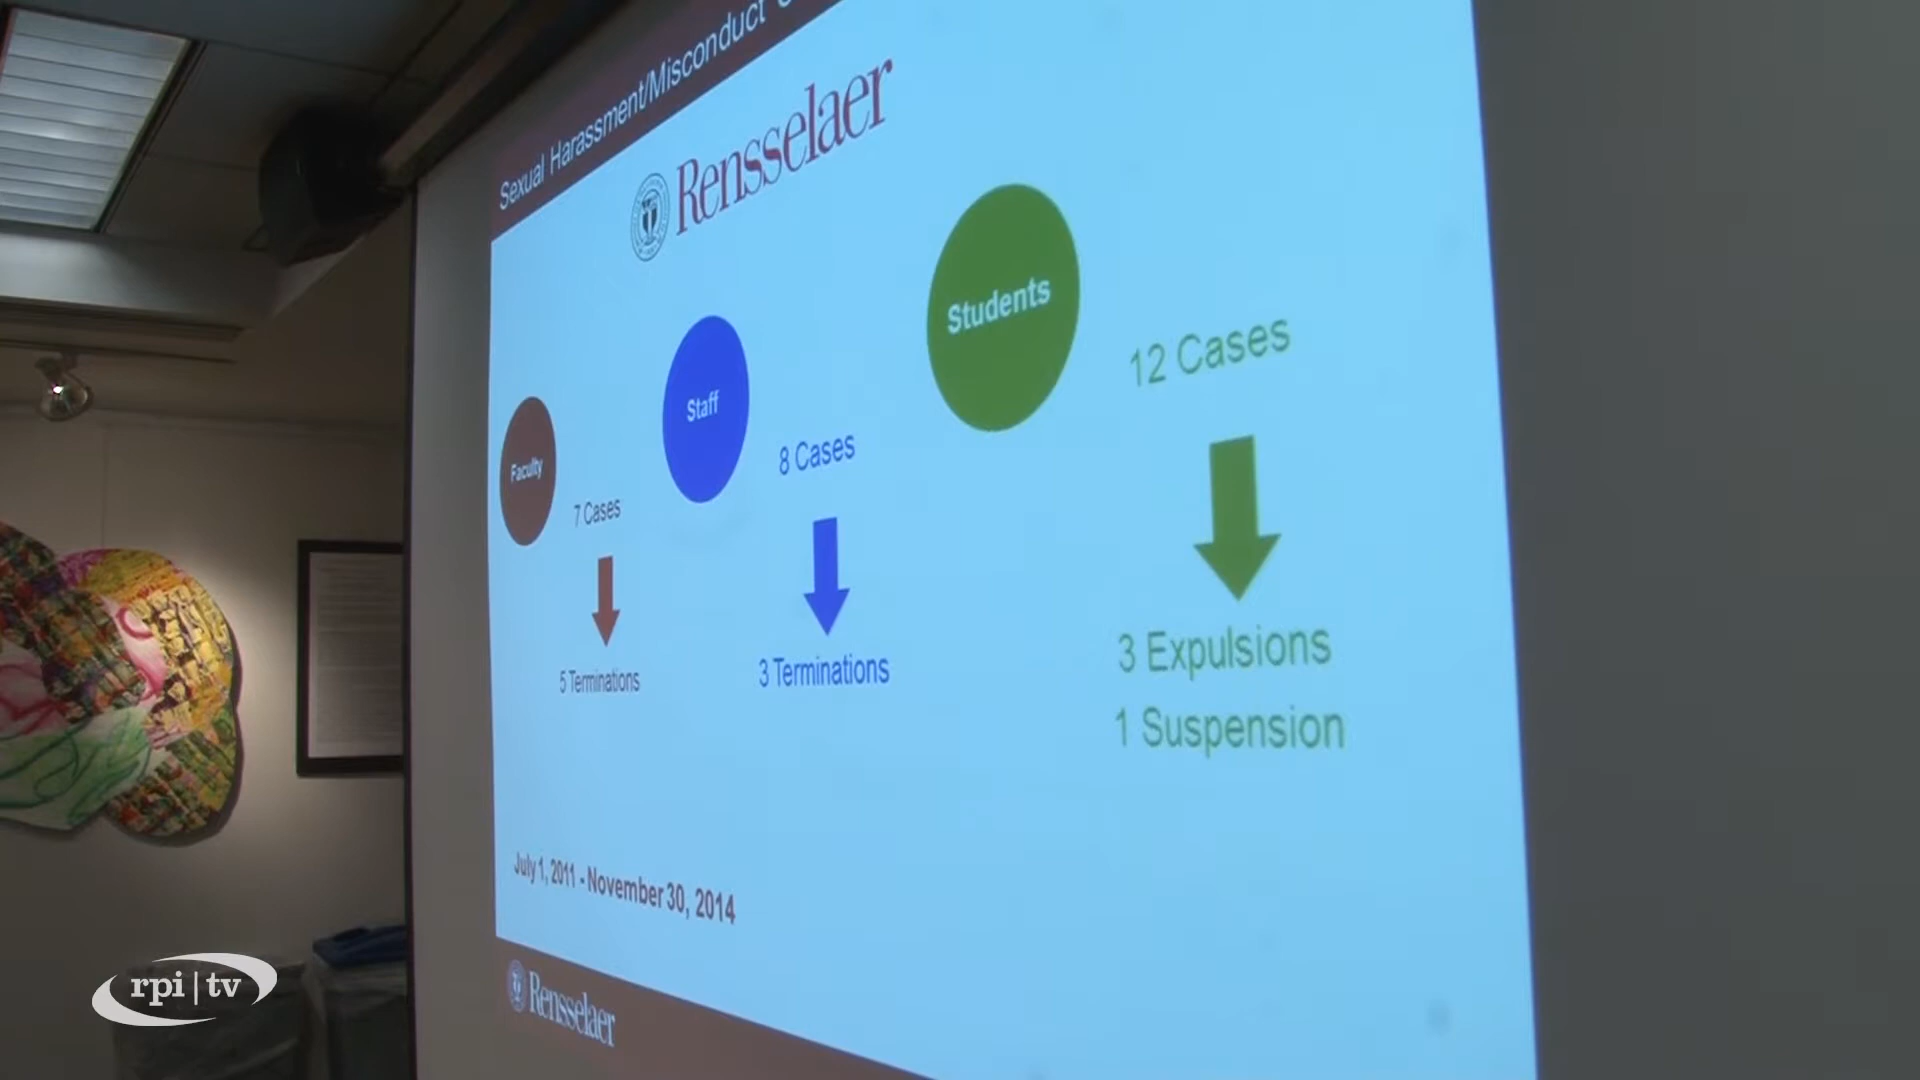 Sexual Harassment/Misconduct
Rensselaer
Faculty
7 Cases
5 Terminations
Staff
8 Cases
3 Terminations
Students
12 Cases
3 Expulsions
1 Suspension
July 1, 2011 - November 30, 2014
Rensselaer
rpi|tv